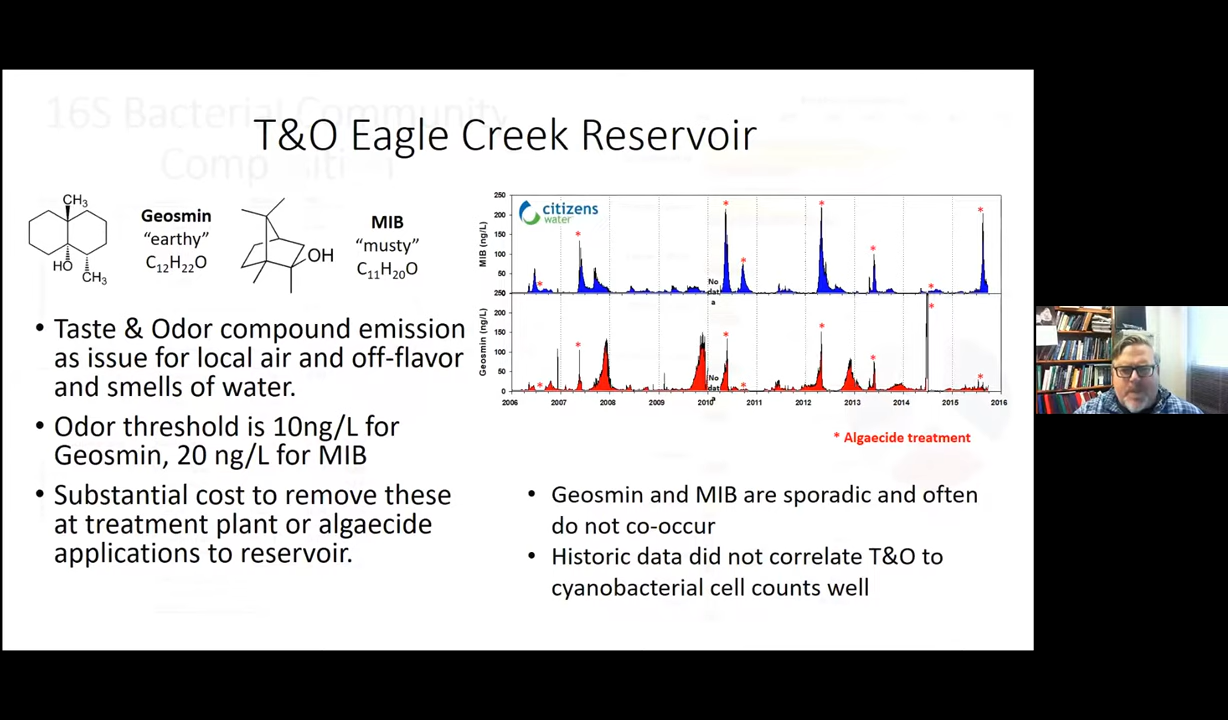 16S Bacterial Community
T&O Eagle Creek Reservoir
CH₃
HO
CH₃
Geosmin
“earthy”
C₁₂H₂₂O
OH
MIB
“musty”
C₁₁H₂₀O
• Taste & Odor compound emission
as issue for local air and off-flavor
and smells of water.
• Odor threshold is 10ng/L for
Geosmin, 20 ng/L for MIB
• Substantial cost to remove these
at treatment plant or algaecide
applications to reservoir.
citizens
water
MIB (ng/L)
250
200
150
100
50
No
dat
a
Geosmin (ng/L)
250
200
150
100
50
0
No
dat
2006 2007 2008 2009 2010 2011 2012 2013 2014 2015 2016
* Algaecide treatment
• Geosmin and MIB are sporadic and often
do not co-occur
• Historic data did not correlate T&O to
cyanobacterial cell counts well